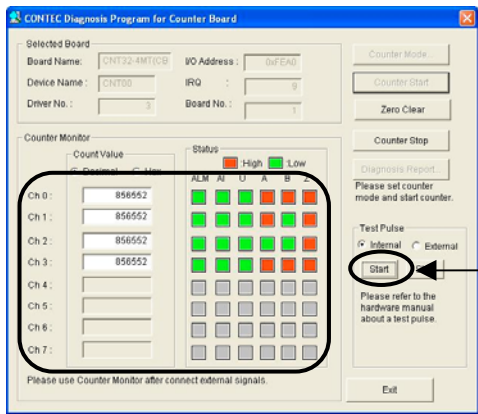 CONTEC Diagnosis Program for Counter Board
Selected Board
Board Name: CNT32-4MT(CB I/O Address : 0xFEA0
Device Name : CNT00 IRQ : 9
Driver No. : 3 Board No. : 1
Counter Mode...
Counter Start
Zero Clear
Counter Stop
Diagnosis Report...
Please set counter
mode and start counter.
Counter Monitor
Count Value
Decimal Hex
Status
:High :Low
ALM AI U A B Z
Ch 0 : 856552
Ch 1 : 856552
Ch 2 : 856552
Ch 3 : 856552
Ch 4 :
Ch 5 :
Ch 6 :
Ch 7 :
Test Pulse
Internal External
Start
Please refer to the
hardware manual
about a test pulse.
Please use Counter Monitor after connect external signals.
Exit